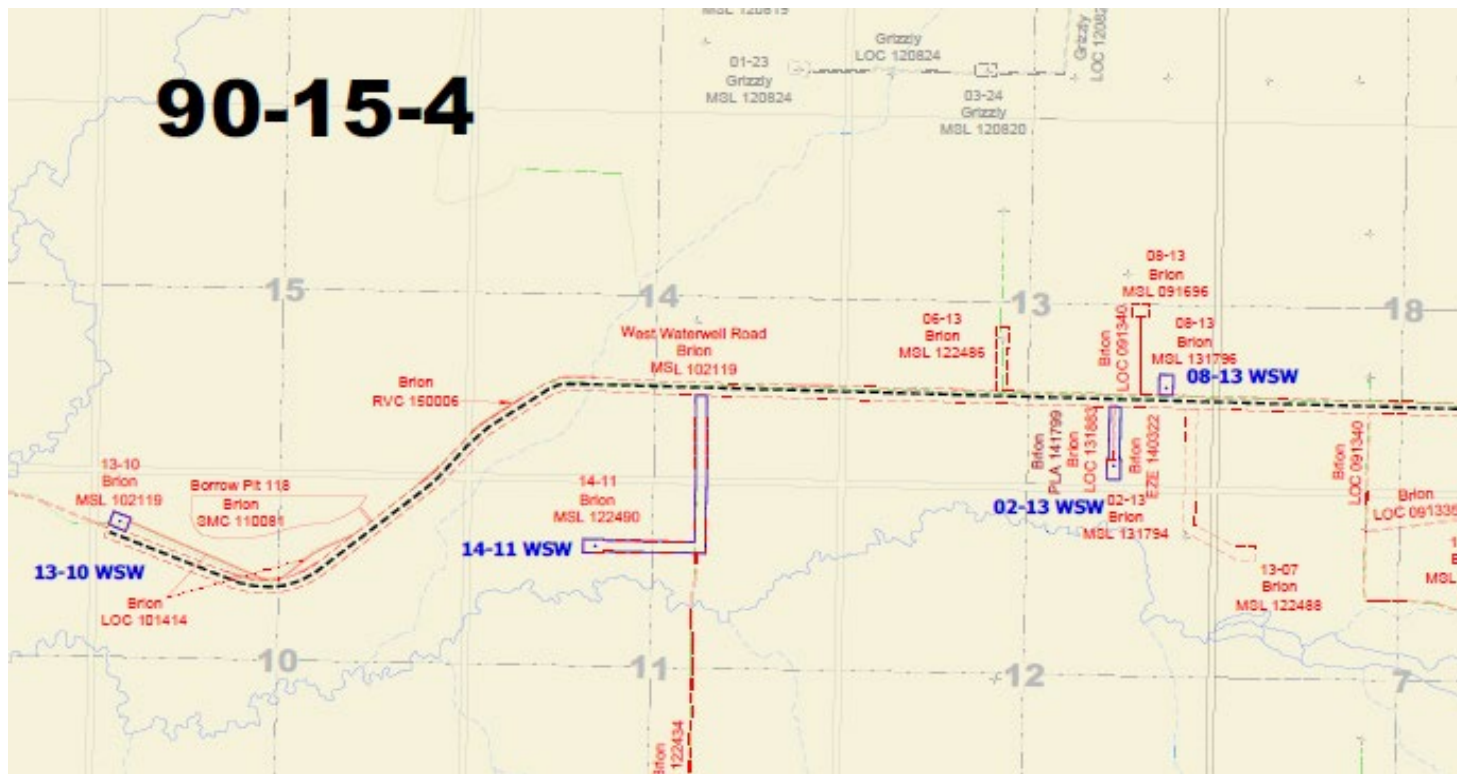 MSL 120819
90-15-4
01-23
Grizzly
MSL 120824
Grizzly
LOC 120824
03-24
Grizzly
MSL 120820
Grizzly
15
14
13
18
West Waterwell Road
Brion
MSL 102119
06-13
Brion
MSL 122486
Brion
LOC 091340
08-13
Brion
MSL 091696
08-13
Brion
MSL 131796
08-13 WSW
Brion
RVC 150006
13-10
Brion
MSL 102119
13-10 WSW
Borrow Pit 118
Brion
SMC 110081
Brion
LOC 101414
14-11
Brion
MSL 122490
14-11 WSW
Brion
PLA 141799
Brion
LOC 131883
Brion
EZE 140322
02-13 WSW
02-13
Brion
MSL 131794
13-07
Brion
MSL 122488
Brion
LOC 091340
Brion
10
11
12
7
Brion
122434